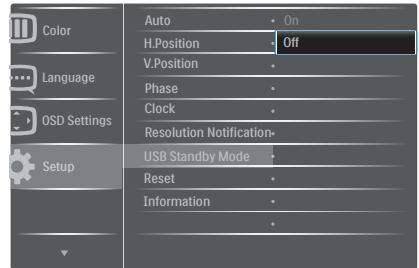 Color
Language
OSD Settings
Setup
Auto
On
H.Position
Off
V.Position
Phase
Clock
Resolution Notification
USB Standby Mode
Reset
Information